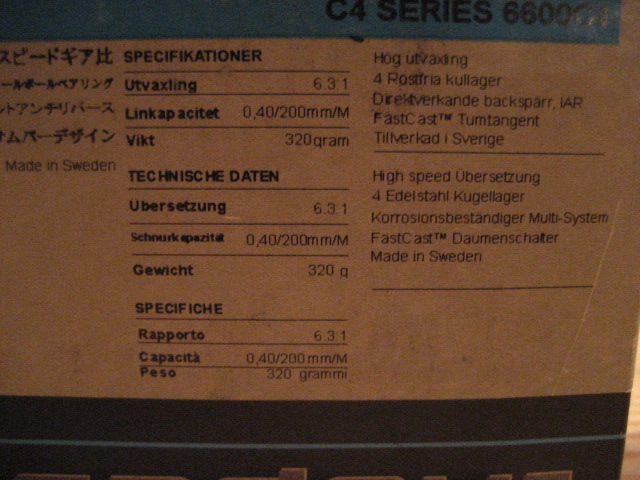 C4 SERIES 6600
スピードギア比
ールボールベアリング
ントアンチリバース
サムバーデザイン
Made in Sweden
SPECIFIKATIONER
Utväxling 6.3:1
Linkapacitet 0,40/200mm/M
Vikt 320gram
TECHNISCHE DATEN
Übersetzung 6.3:1
Schnurkapazität 0,40/200mm/M
Gewicht 320 g
SPECIFICHE
Rapporto 6.3:1
Capacità 0,40/200mm/M
Peso 320 grammi
Hög utväxling
4 Rostfria kullager
Direktverkande backspärr, IAR
FastCast™ Tumtangent
Tillverkad i Sverige
High speed Übersetzung
4 Edelstahl Kugellager
Korrosionsbeständiger Multi-System
FastCast™ Daumenschalter
Made in Sweden